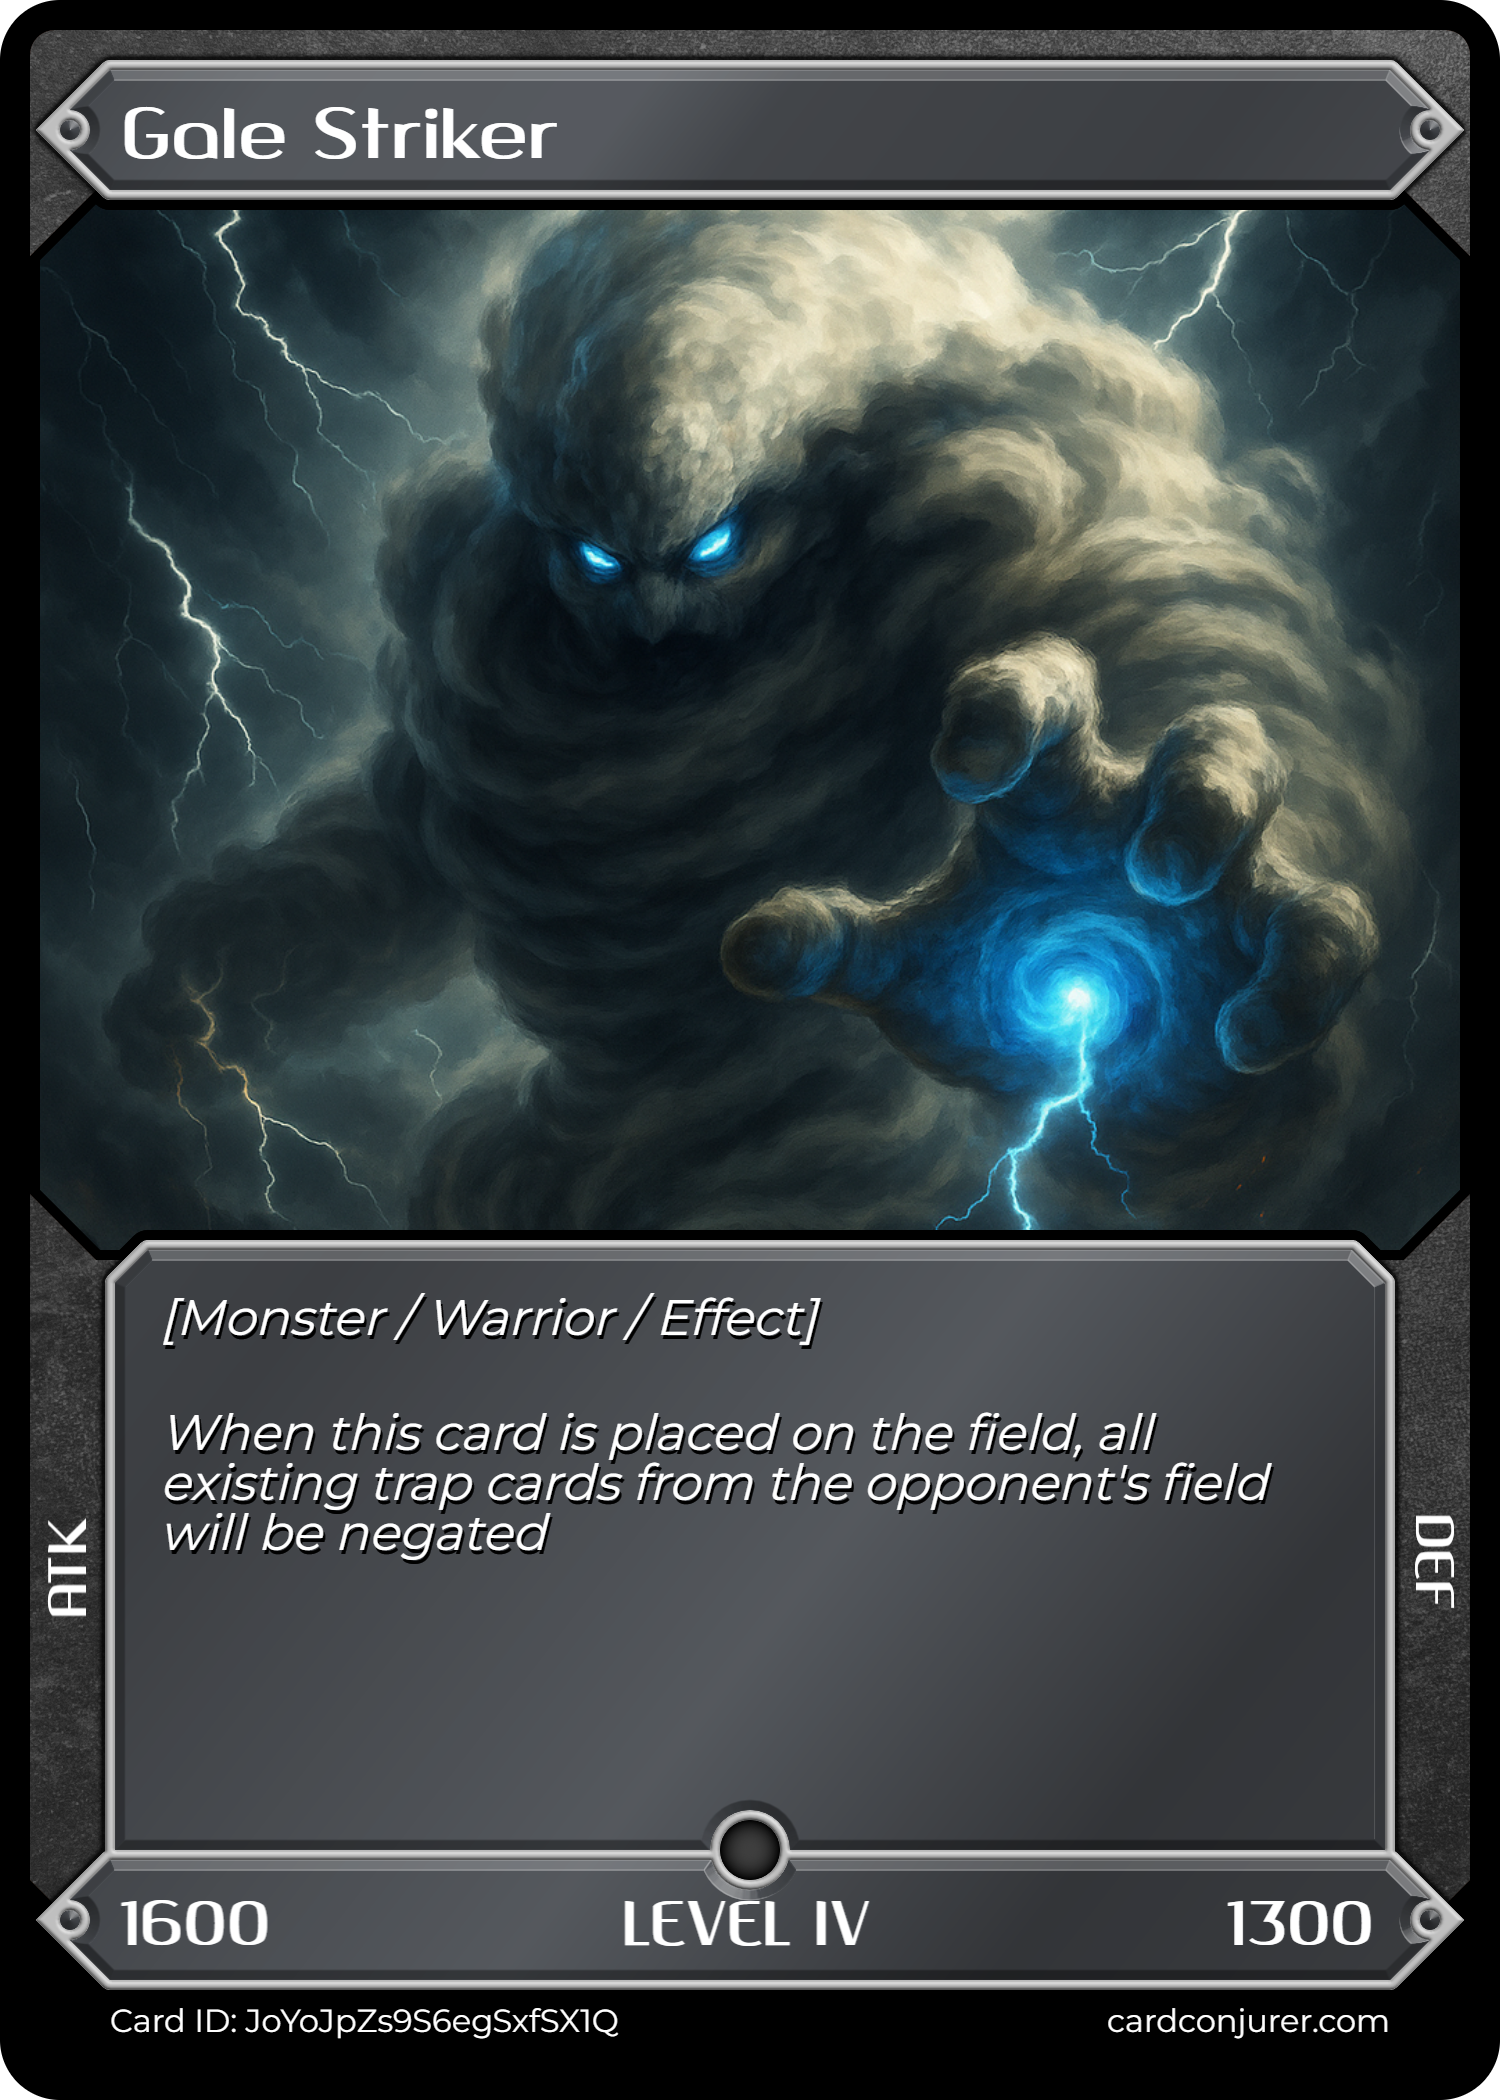 Gale Striker
[Monster / Warrior / Effect]
When this card is placed on the field, all
existing trap cards from the opponent's field
will be negated
ATK
DEF
1600
LEVEL IV
1300
Card ID: JoYoJpZs9S6egSxfSX1Q
cardconjurer.com